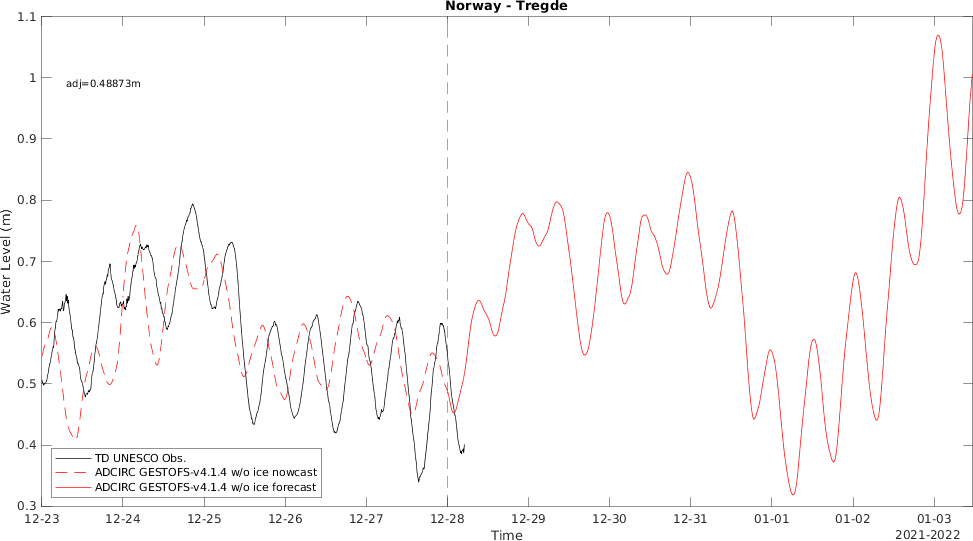 Norway - Tregde
1.1
1
0.9
0.8
0.7
0.6
0.5
0.4
0.3
Water Level (m)
adj=0.48873m
TD UNESCO Obs.
ADCIRC GESTOFS-v4.1.4 w/o ice nowcast
ADCIRC GESTOFS-v4.1.4 w/o ice forecast
12-23 12-24 12-25 12-26 12-27 12-28 12-29 12-30 12-31 01-01 01-02 01-03
Time
2021-2022